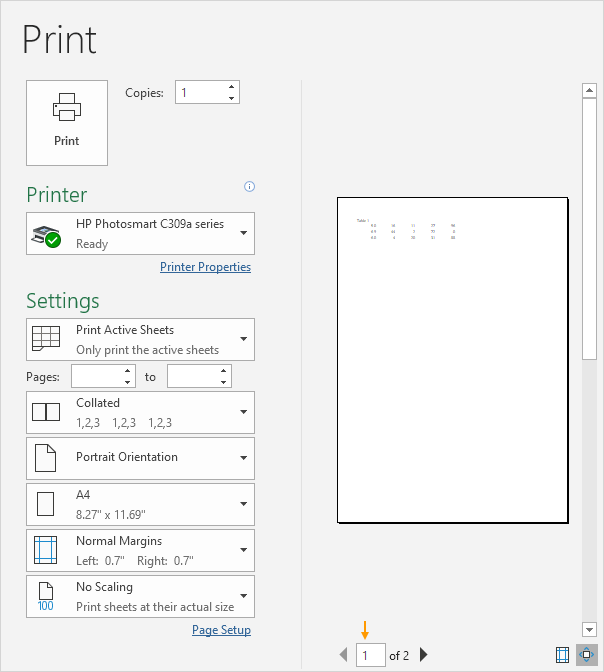 Print
Print
Copies: 1
Printer
HP Photosmart C309a series
Ready
Printer Properties
Settings
Print Active Sheets
Only print the active sheets
Pages: to
Collated
1,2,3 1,2,3 1,2,3
Portrait Orientation
A4
8.27" x 11.69"
Normal Margins
Left: 0.7" Right: 0.7"
No Scaling
100
Print sheets at their actual size
Page Setup
Table 1
1 of 2